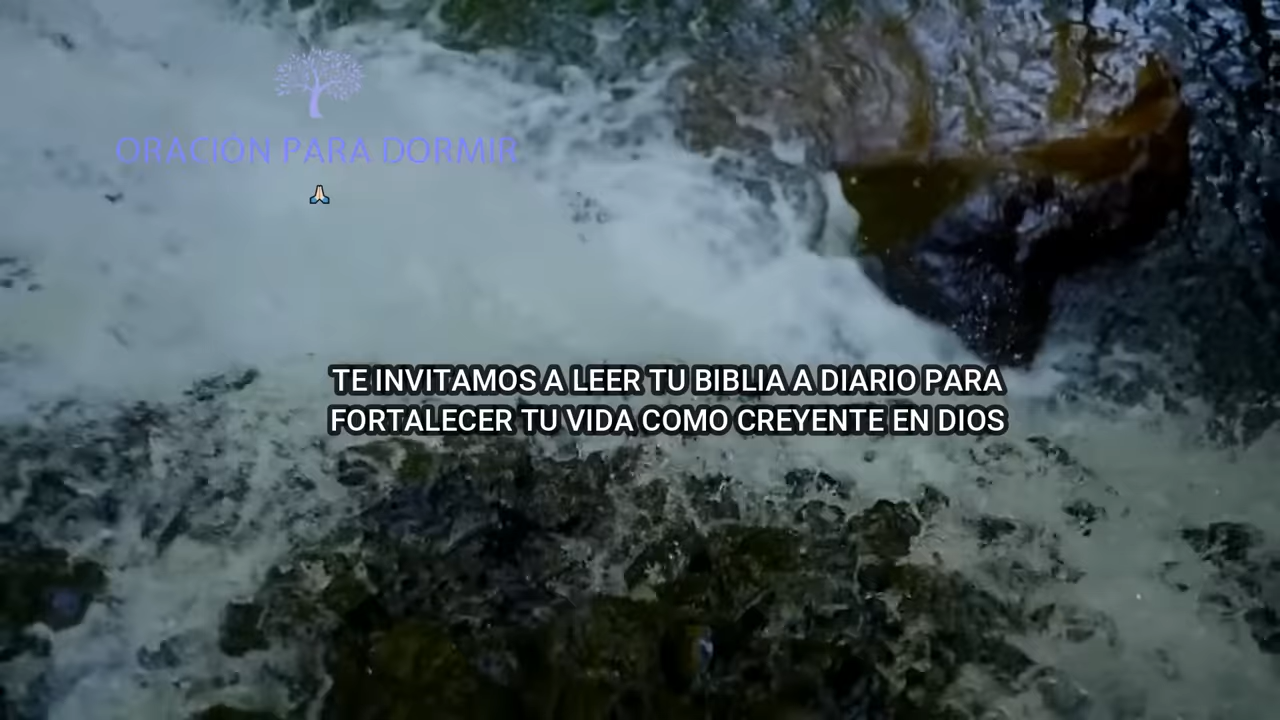 ORACIÓN PARA DORMIR
TE INVITAMOS A LEER TU BIBLIA A DIARIO PARA
FORTALECER TU VIDA COMO CREYENTE EN DIOS